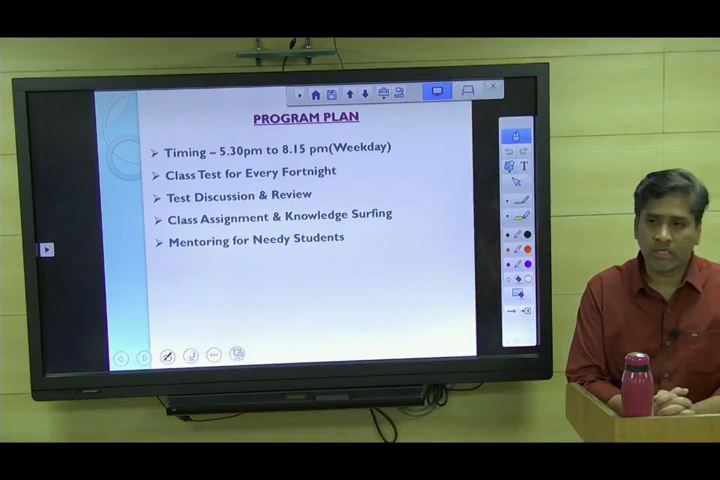 PROGRAM PLAN
➢ Timing – 5.30pm to 8.15 pm(Weekday)
➢ Class Test for Every Fortnight
➢ Test Discussion & Review
➢ Class Assignment & Knowledge Surfing
➢ Mentoring for Needy Students
T